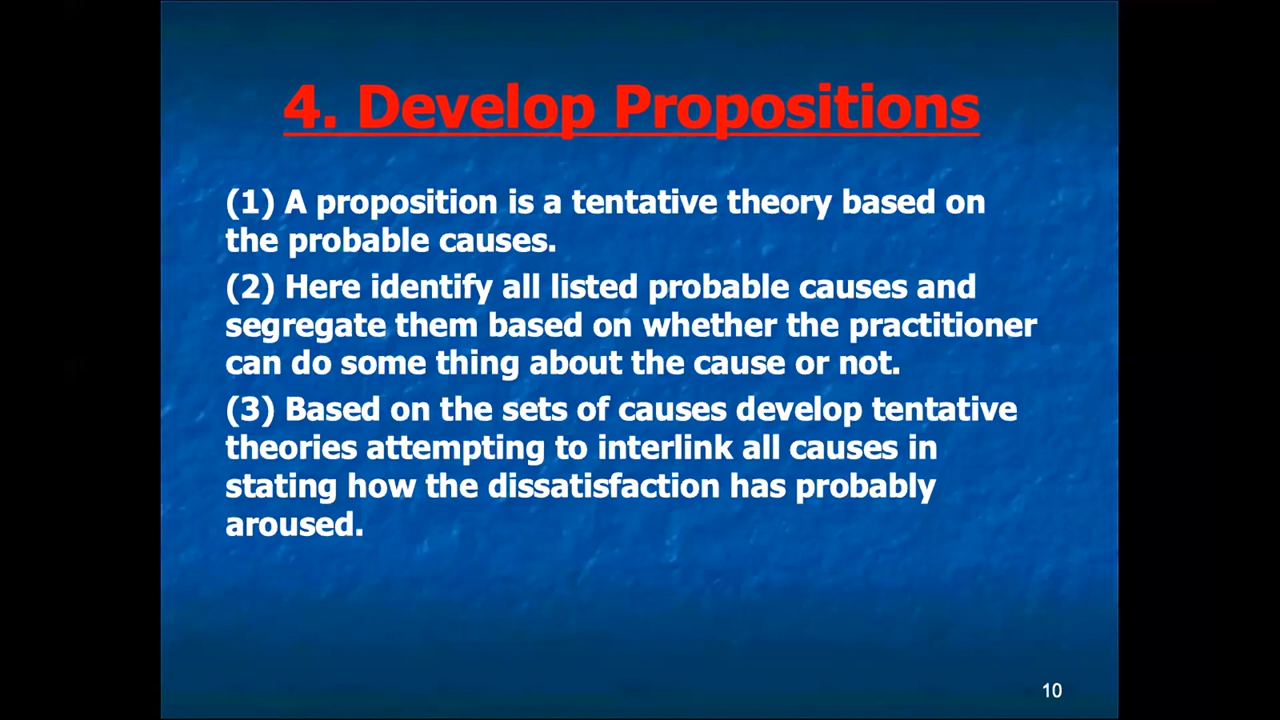 4. Develop Propositions
(1) A proposition is a tentative theory based on
the probable causes.
(2) Here identify all listed probable causes and
segregate them based on whether the practitioner
can do some thing about the cause or not.
(3) Based on the sets of causes develop tentative
theories attempting to interlink all causes in
stating how the dissatisfaction has probably
aroused.
10